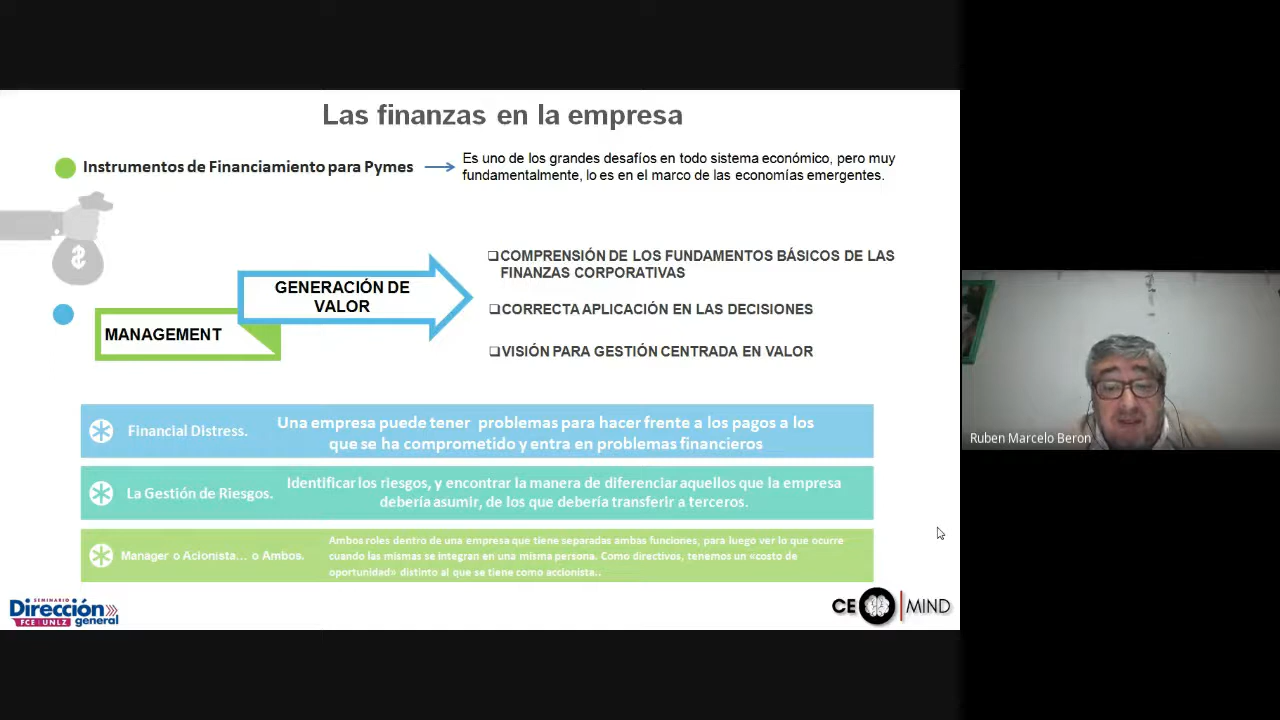 Las finanzas en la empresa
Instrumentos de Financiamiento para Pymes
Es uno de los grandes desafíos en todo sistema económico, pero muy
fundamentalmente, lo es en el marco de las economías emergentes.
$
GENERACIÓN DE
VALOR
MANAGEMENT
❑COMPRENSIÓN DE LOS FUNDAMENTOS BÁSICOS DE LAS
FINANZAS CORPORATIVAS
❑CORRECTA APLICACIÓN EN LAS DECISIONES
❑VISIÓN PARA GESTIÓN CENTRADA EN VALOR
Financial Distress.
Una empresa puede tener problemas para hacer frente a los pagos a los
que se ha comprometido y entra en problemas financieros
La Gestión de Riesgos.
Identificar los riesgos, y encontrar la manera de diferenciar aquellos que la empresa
debería asumir, de los que debería transferir a terceros.
Manager o Acionista... o Ambos.
Ambos roles dentro de una empresa que tiene separadas ambas funciones, para luego ver lo que ocurre
cuando las mismas se integran en una misma persona. Como directivos, tenemos un «costo de
oportunidad» distinto al que se tiene como accionista..
SEMINARIO
Dirección
general
FCE UNLZ
CE MIND
Ruben Marcelo Beron